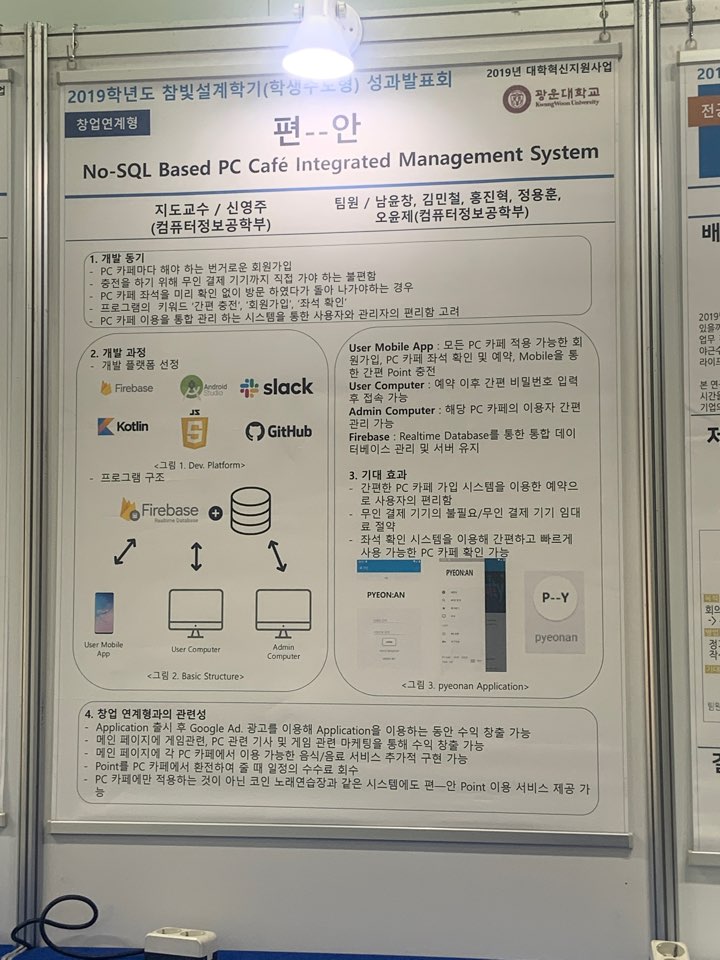 2019학년도 참빛설계학기(학생주도형) 성과발표회
2019년 대학혁신지원사업
창업연계형
광운대학교
KwangWoon University
편--안
No-SQL Based PC Café Integrated Management System
지도교수 / 신영주
(컴퓨터정보공학부)
팀원 / 남윤창, 김민철, 홍진혁, 정용훈,
오윤제(컴퓨터정보공학부)
1. 개발 동기
- PC 카페마다 해야 하는 번거로운 회원가입
- 충전을 하기 위해 무인 결제 기기까지 직접 가야 하는 불편함
- PC 카페 좌석을 미리 확인 없이 방문 하였다가 돌아 나가야하는 경우
- 프로그램의 키워드 '간편 충전', '회원가입', '좌석 확인'
- PC 카페 이용을 통합 관리 하는 시스템을 통한 사용자와 관리자의 편리함 고려
2. 개발 과정
- 개발 플랫폼 선정
Firebase
Android
Studio
slack
Kotlin
JS
5
GitHub
<그림 1. Dev. Platform>
- 프로그램 구조
Firebase
Realtime Database
User Mobile
App
User Computer
Admin
Computer
<그림 2. Basic Structure>
User Mobile App : 모든 PC 카페 적용 가능한 회
원가입, PC 카페 좌석 확인 및 예약, Mobile을 통
한 간편 Point 충전
User Computer : 예약 이후 간편 비밀번호 입력
후 접속 가능
Admin Computer : 해당 PC 카페의 이용자 간편
관리 가능
Firebase : Realtime Database를 통한 통합 데이
터베이스 관리 및 서버 유지
3. 기대 효과
- 간편한 PC 카페 가입 시스템을 이용한 예약으
로 사용자의 편리함
- 무인 결제 기기의 불필요/무인 결제 기기 임대
료 절약
- 좌석 확인 시스템을 이용해 간편하고 빠르게
사용 가능한 PC 카페 확인 가능
PYEON:AN
PYEON:AN
P--Y
pyeonan
<그림 3. pyeonan Application>
4. 창업 연계형과의 관련성
- Application 출시 후 Google Ad. 광고를 이용해 Application을 이용하는 동안 수익 창출 가능
- 메인 페이지에 게임관련, PC 관련 기사 및 게임 관련 마케팅을 통해 수익 창출 가능
- 메인 페이지에 각 PC 카페에서 이용 가능한 음식/음료 서비스 추가적 구현 가능
- Point를 PC 카페에서 환전하여 줄 때 일정의 수수료 회수
- PC 카페에만 적용하는 것이 아닌 코인 노래연습장과 같은 시스템에도 편—안 Point 이용 서비스 제공 가
능